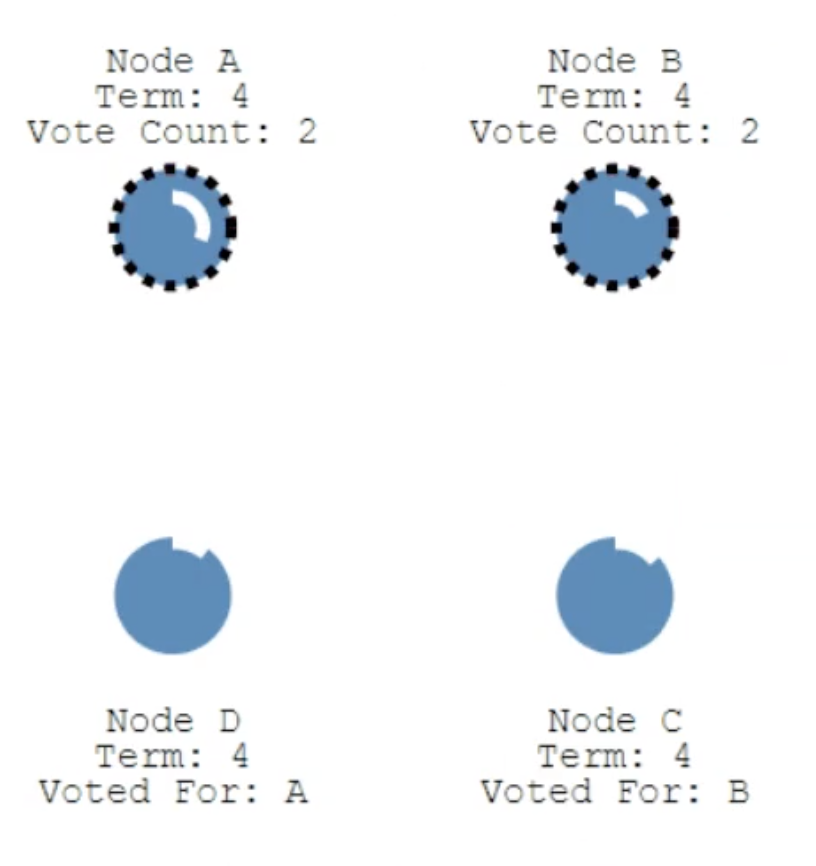 Node A
Term: 4
Vote Count: 2
Node B
Term: 4
Vote Count: 2
Node D
Term: 4
Voted For: A
Node C
Term: 4
Voted For: B